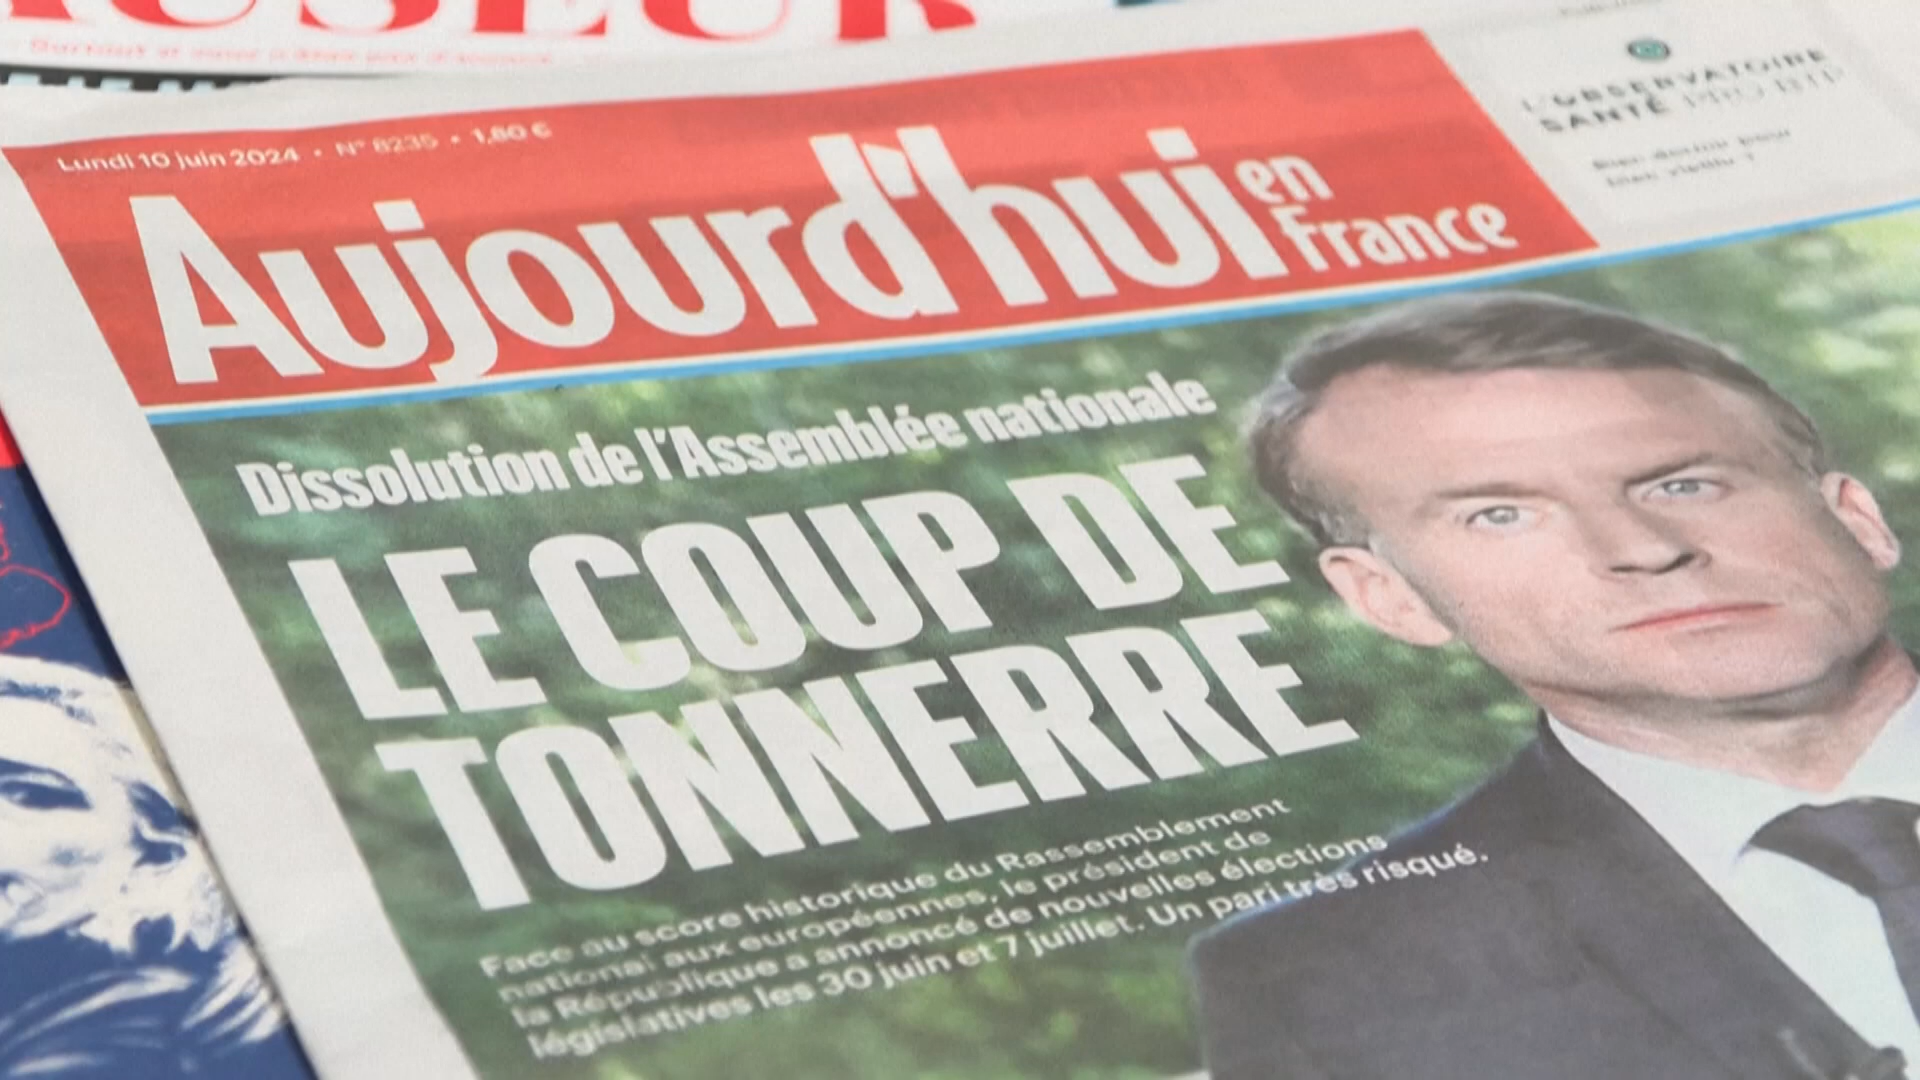 Lundi 10 juin 2024 • N° 8235 • 1,80 €
Aujourd'hui en France
L'OBSERVATOIRE
SANTÉ PRO BTP
Dissolution de l'Assemblée nationale
LE COUP DE
TONNERRE
Face au score historique du Rassemblement
national aux européennes, le président de
la République a annoncé de nouvelles élections
législatives les 30 juin et 7 juillet. Un pari très risqué.